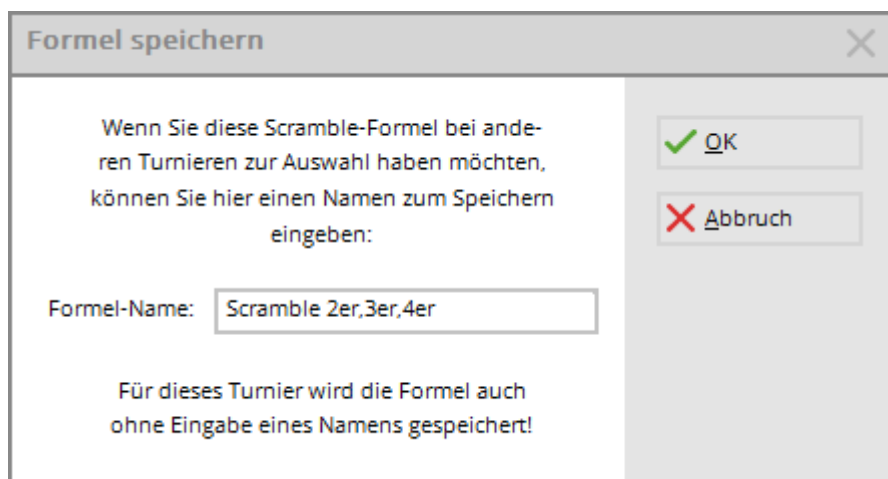 Formel speichern
Wenn Sie diese Scramble-Formel bei ande-
ren Turnieren zur Auswahl haben möchten,
können Sie hier einen Namen zum Speichern
eingeben:
OK
Abbruch
Formel-Name: Scramble 2er,3er,4er
Für dieses Turnier wird die Formel auch
ohne Eingabe eines Namens gespeichert!